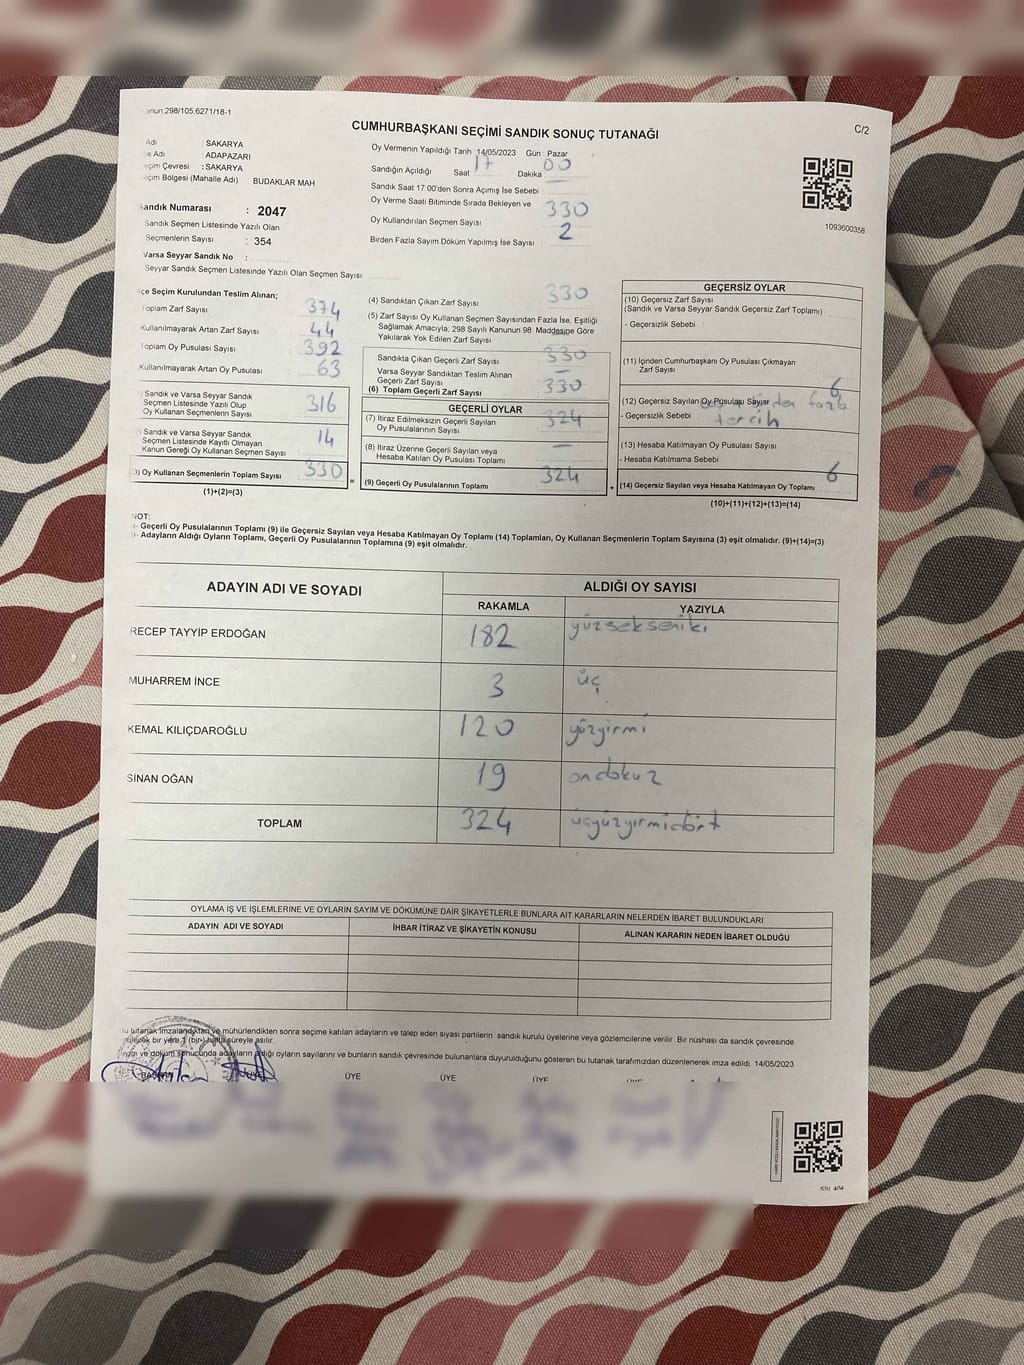 298/105,6271/18-1
CUMHURBAŞKANI SEÇİMİ SANDIK SONUÇ TUTANAĞI
C/2
Adı : SAKARYA
Adı : ADAPAZARI
Seçim Çevresi : SAKARYA
Seçim Bölgesi (Mahalle Adı) : BUDAKLAR MAH
Sandık Numarası : 2047
Sandık Seçmen Listesinde Yazılı Olan
Seçmenlerin Sayısı : 354
Varsa Seyyar Sandık No :
Seyyar Sandık Seçmen Listesinde Yazılı Olan Seçmen Sayısı:
Oy Vermenin Yapıldığı Tarih : 14/05/2023 Gün : Pazar
Sandığın Açıldığı Saat 17 Dakika 00
Sandık Saat 17.00'den Sonra Açımış İse Sebebi :
Oy Verme Saati Bitiminde Sırada Bekleyen ve
Oy Kullandırılan Seçmen Sayısı 330
Birden Fazla Sayım Döküm Yapılmış İse Sayısı : 2
1093600358
İlçe Seçim Kurulundan Teslim Alınan;
Toplam Zarf Sayısı 374
Kullanılmayarak Artan Zarf Sayısı 44
Toplam Oy Pusulası Sayısı 392
Kullanılmayarak Artan Oy Pusulası 63
Sandık ve Varsa Seyyar Sandık
Seçmen Listesinde Yazılı Olup
Oy Kullanan Seçmenlerin Sayısı 316
Sandık ve Varsa Seyyar Sandık
Seçmen Listesinde Kayıtlı Olmayan
Kanun Gereği Oy Kullanan Seçmen Sayısı 14
) Oy Kullanan Seçmenlerin Toplam Sayısı 330 =
(1)+(2)=(3)
(4) Sandıktan Çıkan Zarf Sayısı 330
(5) Zarf Sayısı Oy Kullanan Seçmen Sayısından Fazla İse, Eşitliği
Sağlamak Amacıyla; 298 Sayılı Kanunun 98. Maddesine Göre
Yakılarak Yok Edilen Zarf Sayısı
Sandıkta Çıkan Geçerli Zarf Sayısı 330
Varsa Seyyar Sandıktan Teslim Alınan
Geçerli Zarf Sayısı —
(6) Toplam Geçerli Zarf Sayısı 330
GEÇERLİ OYLAR
(7) İtiraz Edilmeksizin Geçerli Sayılan
Oy Pusulalarının Sayısı 324
(8) İtiraz Üzerine Geçerli Sayılan veya
Hesaba Katılan Oy Pusulası Toplamı —
(9) Geçerli Oy Pusulalarının Toplamı 324 +
GEÇERSİZ OYLAR
(10) Geçersiz Zarf Sayısı
(Sandık ve Varsa Seyyar Sandık Geçersiz Zarf Toplamı)
- Geçersizlik Sebebi :
(11) İçinden Cumhurbaşkanı Oy Pusulası Çıkmayan
Zarf Sayısı
(12) Geçersiz Sayılan Oy Pusulası Sayısı 6
- Geçersizlik Sebebi : fazla
tercih
(13) Hesaba Katılmayan Oy Pusulası Sayısı
- Hesaba Katılmama Sebebi :
(14) Geçersiz Sayılan veya Hesaba Katılmayan Oy Toplamı : 6
(10)+(11)+(12)+(13)=(14)
NOT:
- Geçerli Oy Pusulalarının Toplamı (9) ile Geçersiz Sayılan veya Hesaba Katılmayan Oy Toplamı (14) Toplamları, Oy Kullanan Seçmenlerin Toplam Sayısına (3) eşit olmalıdır. (9)+(14)=(3)
- Adayların Aldığı Oyların Toplamı, Geçerli Oy Pusulalarının Toplamına (9) eşit olmalıdır.
ADAYIN ADI VE SOYADI ALDIĞI OY SAYISI
RAKAMLA YAZIYLA
RECEP TAYYİP ERDOĞAN 182 yüzsekseniki
MUHARREM İNCE 3 üç
KEMAL KILIÇDAROĞLU 120 yüzyirmi
SİNAN OĞAN 19 ondokuz
TOPLAM 324 üçyüzyirmidört
OYLAMA İŞ VE İŞLEMLERİNE VE OYLARIN SAYIM VE DÖKÜMÜNE DAİR ŞİKAYETLERLE BUNLARA AİT KARARLARIN NELERDEN İBARET BULUNDUKLARI
ADAYIN ADI VE SOYADI İHBAR İTİRAZ VE ŞİKAYETİN KONUSU ALINAN KARARIN NEDEN İBARET OLDUĞU
tutanak imzalandıktan ve mühürlendikten sonra seçime katılan adayların ve talep eden siyasi partilerin sandık kurulu üyelerine veya gözlemcilerine verilir. Bir nüshası da sandık çevresinde
bir yere 1 (bir) hafta süreyle asılır.
ve döküm sonucunda adayların aldığı oyların sayılarını ve bunların sandık çevresinde bulunanlara duyurulduğunu gösteren bu tutanak tarafımızdan düzenlenerek imza edildi. 14/05/2023
BAŞKAN ÜYE ÜYE ÜYE ÜYE